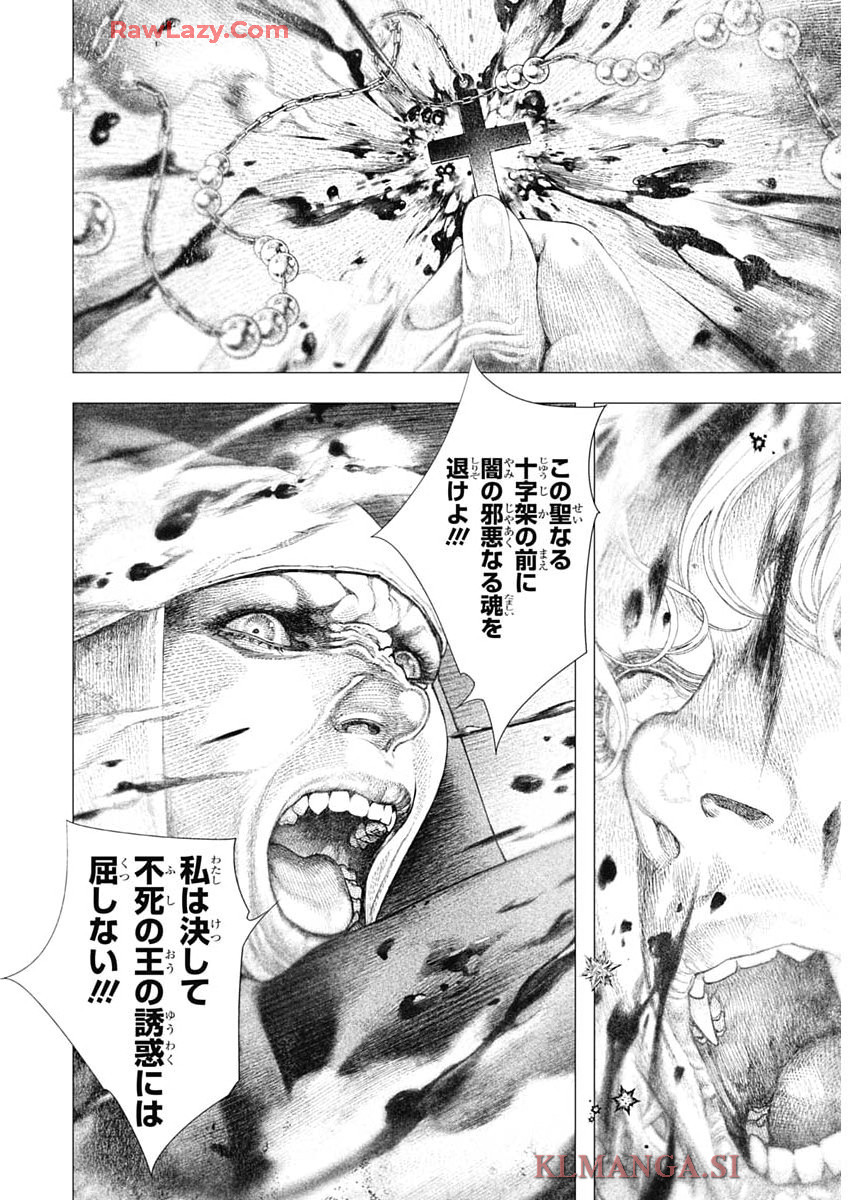 RawLazy.Com
この聖なる
十字架の前に
闇の邪悪なる魂を
退けよ!!!
私は決して
不死の王の誘惑には
屈しない!!!
KLMANGA.SI